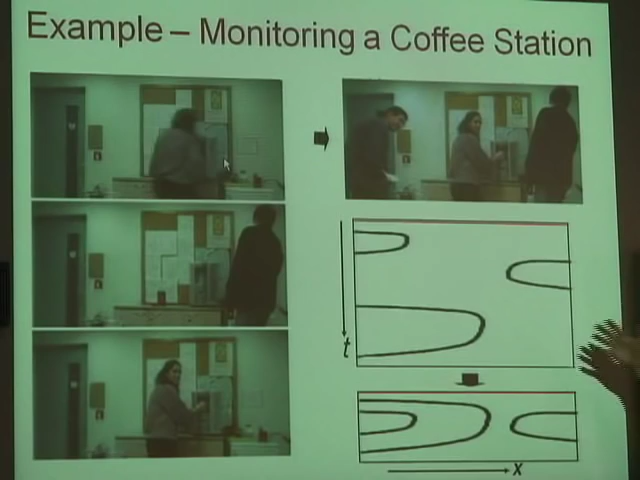 Example – Monitoring a Coffee Station
t
x